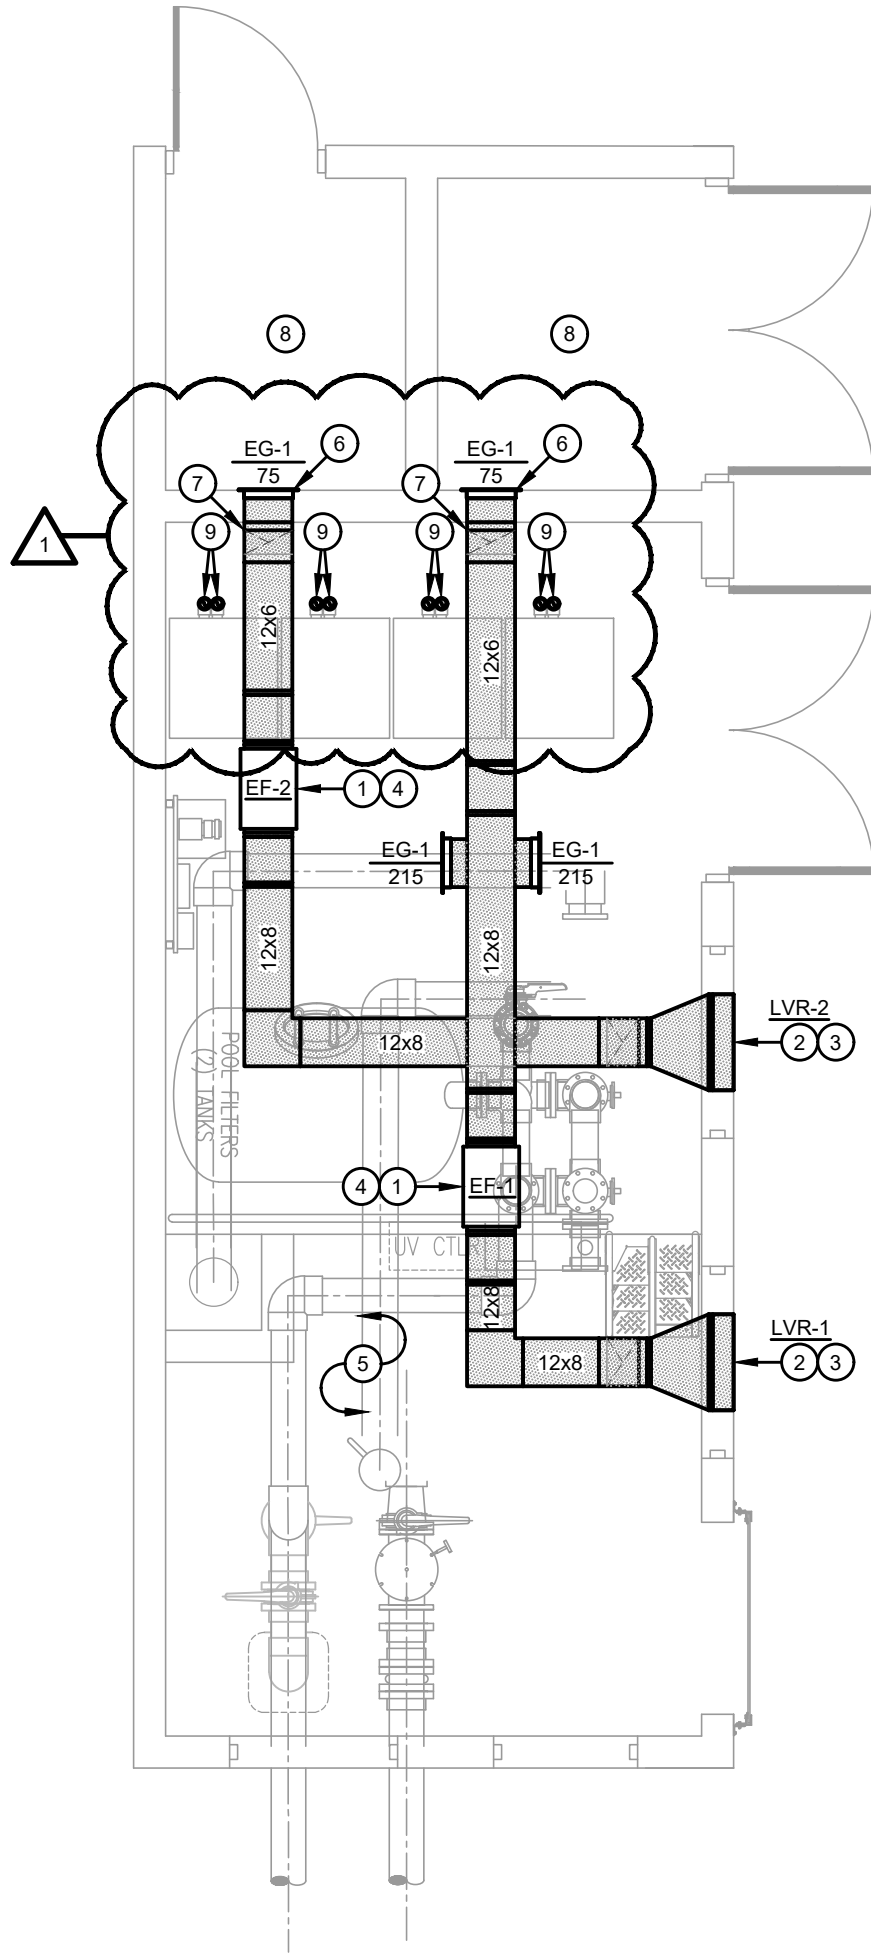 8 8
EG-1 6 EG-1 6
75 75
7 7
1 9 9 9 9
12x6 12x6
EF-2 1 4
EG-1 EG-1
215 215
12x8 12x8
LVR-2
12x8 2 3
POOL FILTERS
(2) TANKS
4 1 EF-1
UV CTLR
12x8
LVR-1
5 12x8 2 3